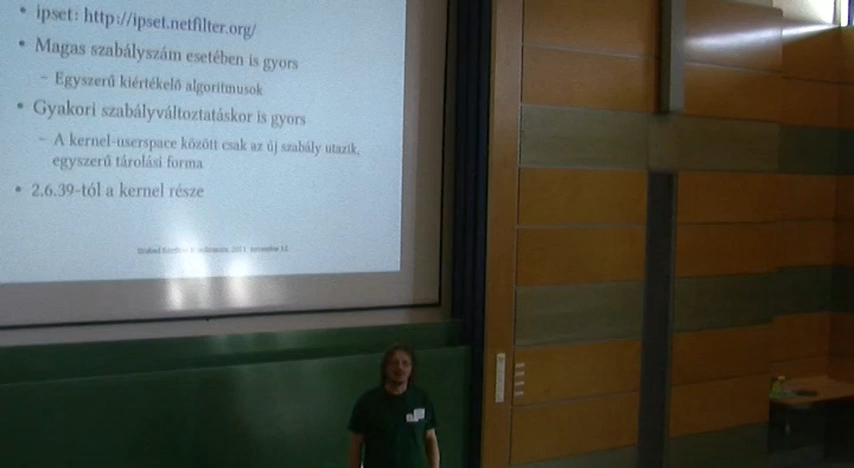 • ipset: http://ipset.netfilter.org/
• Magas szabályszám esetében is gyors
– Egyszerű kiértékelő algoritmusok
• Gyakori szabályváltoztatáskor is gyors
– A kernel-userspace között csak az új szabály utazik,
egyszerű tárolási forma
• 2.6.39-től a kernel része